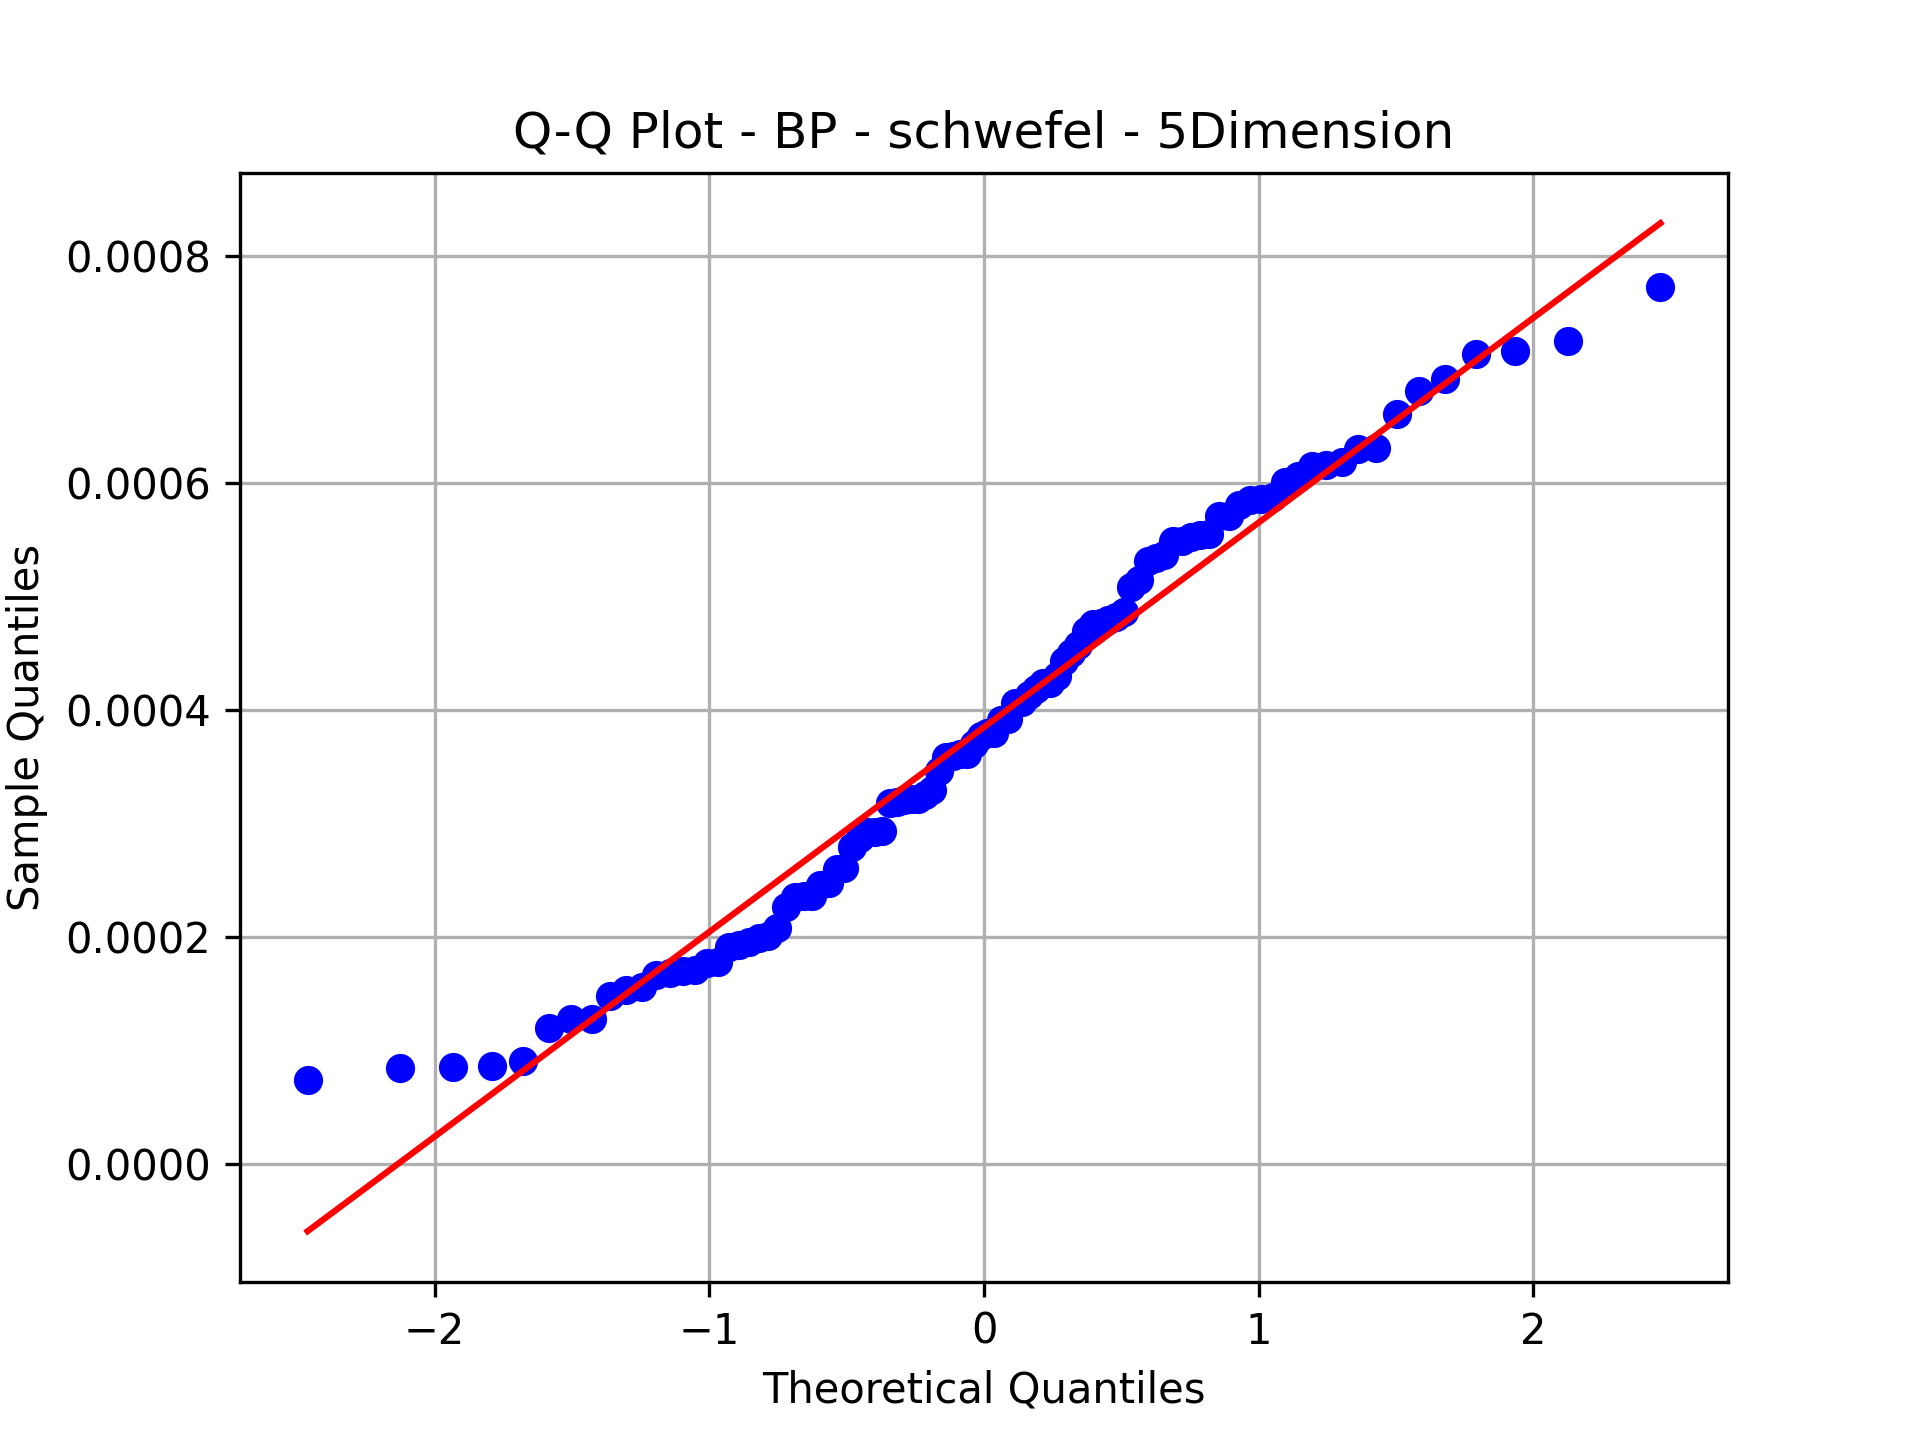 Q-Q Plot - BP - schwefel - 5Dimension
Sample Quantiles
0.0008
0.0006
0.0004
0.0002
0.0000
−2 −1 0 1 2
Theoretical Quantiles